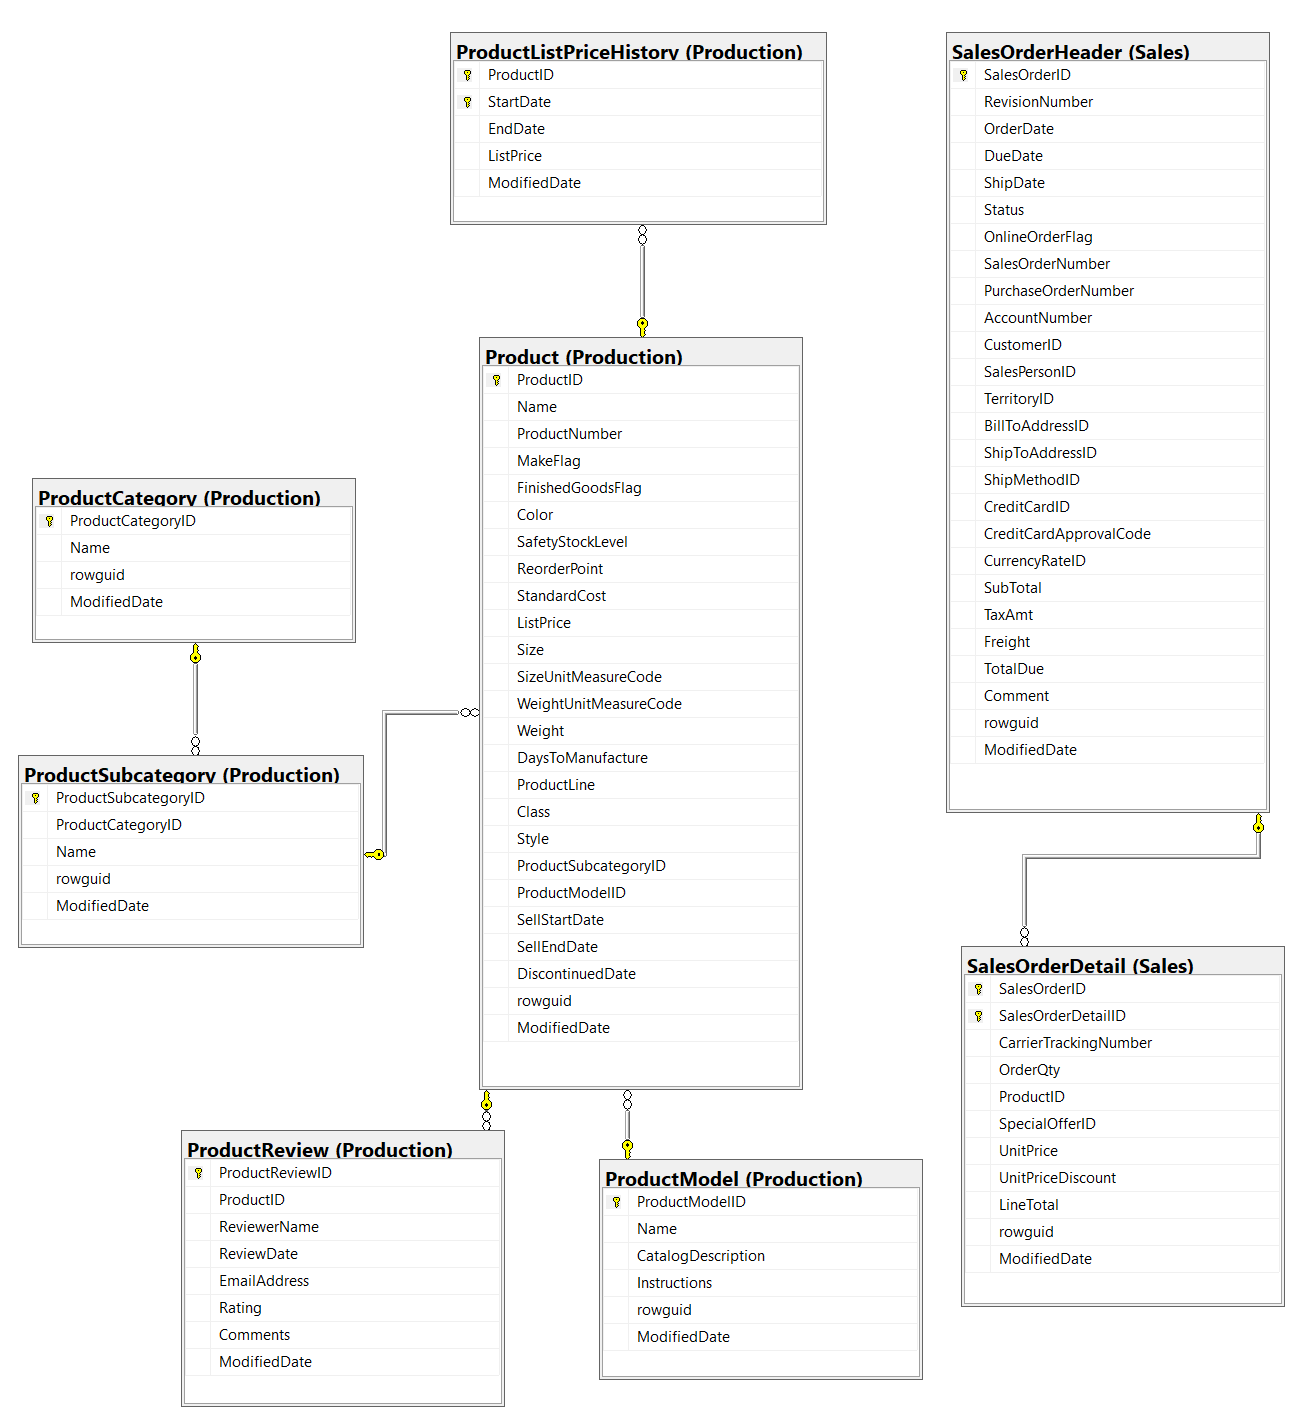 ProductListPriceHistory (Production)
ProductID
StartDate
EndDate
ListPrice
ModifiedDate
SalesOrderHeader (Sales)
SalesOrderID
RevisionNumber
OrderDate
DueDate
ShipDate
Status
OnlineOrderFlag
SalesOrderNumber
PurchaseOrderNumber
AccountNumber
CustomerID
SalesPersonID
TerritoryID
BillToAddressID
ShipToAddressID
ShipMethodID
CreditCardID
CreditCardApprovalCode
CurrencyRateID
SubTotal
TaxAmt
Freight
TotalDue
Comment
rowguid
ModifiedDate
Product (Production)
ProductID
Name
ProductNumber
MakeFlag
FinishedGoodsFlag
Color
SafetyStockLevel
ReorderPoint
StandardCost
ListPrice
Size
SizeUnitMeasureCode
WeightUnitMeasureCode
Weight
DaysToManufacture
ProductLine
Class
Style
ProductSubcategoryID
ProductModelID
SellStartDate
SellEndDate
DiscontinuedDate
rowguid
ModifiedDate
ProductCategory (Production)
ProductCategoryID
Name
rowguid
ModifiedDate
ProductSubcategory (Production)
ProductSubcategoryID
ProductCategoryID
Name
rowguid
ModifiedDate
SalesOrderDetail (Sales)
SalesOrderID
SalesOrderDetailID
CarrierTrackingNumber
OrderQty
ProductID
SpecialOfferID
UnitPrice
UnitPriceDiscount
LineTotal
rowguid
ModifiedDate
ProductReview (Production)
ProductReviewID
ProductID
ReviewerName
ReviewDate
EmailAddress
Rating
Comments
ModifiedDate
ProductModel (Production)
ProductModelID
Name
CatalogDescription
Instructions
rowguid
ModifiedDate